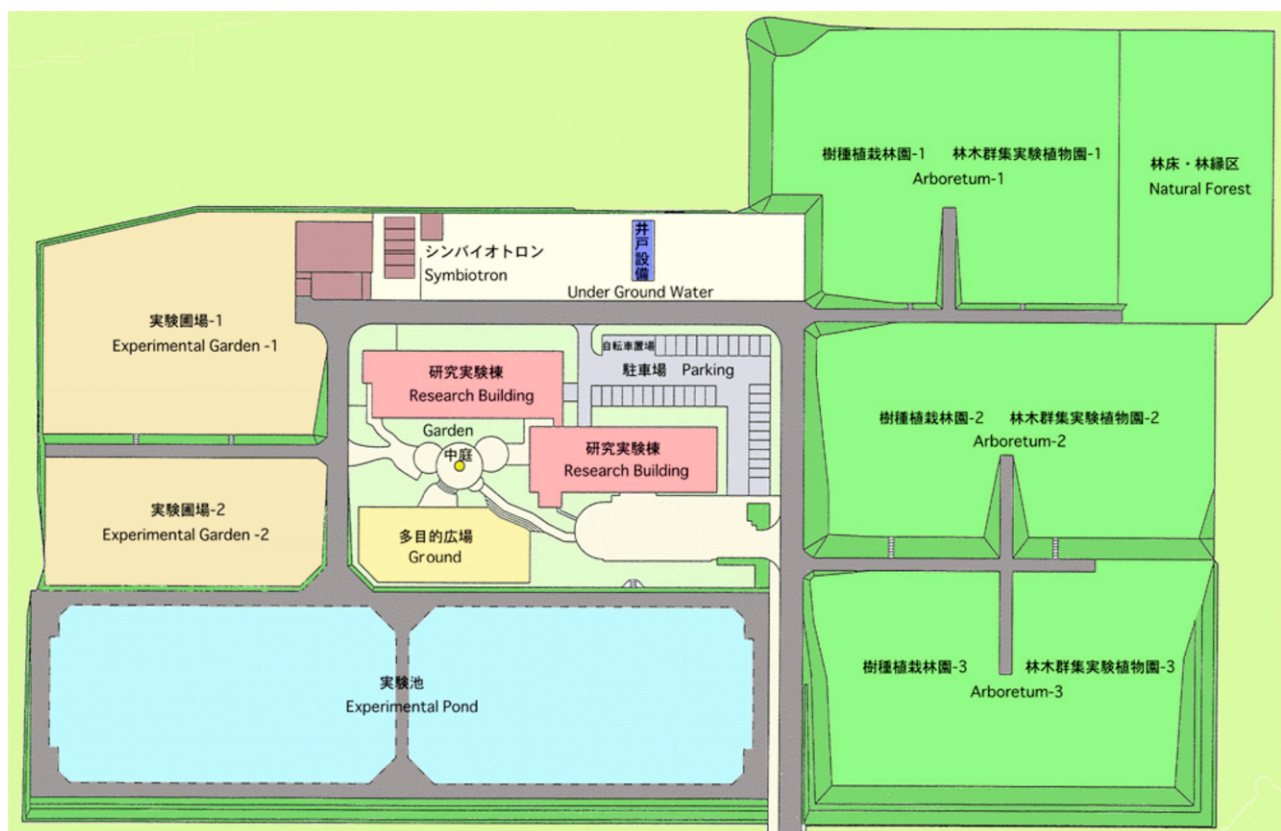 樹種植栽林園-1 林木群集実験植物園-1
Arboretum-1
林床・林縁区
Natural Forest
シンバイオトロン
Symbiotron
井戸設備
Under Ground Water
実験圃場-1
Experimental Garden -1
自転車置場
駐車場 Parking
研究実験棟
Research Building
Garden
中庭
研究実験棟
Research Building
樹種植栽林園-2 林木群集実験植物園-2
Arboretum-2
実験圃場-2
Experimental Garden -2
多目的広場
Ground
樹種植栽林園-3 林木群集実験植物園-3
Arboretum-3
実験池
Experimental Pond